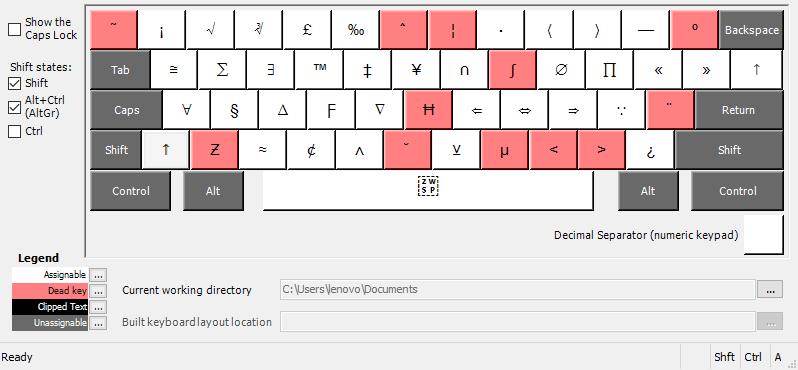 Show the
Caps Lock
Shift states:
Shift
Alt+Ctrl
(AltGr)
Ctrl
˜ ¡ √ ∛ £ ‰ ˆ ¦ · 〈 〉 — º Backspace
Tab ≅ ∑ ∃ ™ ‡ ¥ ∩ ∫ ∅ ∏ « » ↑
Caps ∀ § ∆ Ƒ ∇ Ħ ⇐ ⇔ ⇒ ∵ ¨ Return
Shift ↑ Ƶ ≈ ¢ ʌ ˘ ⊻ µ < > ¿ Shift
Control Alt ZWSP Alt Control
Decimal Separator (numeric keypad)
Legend
Assignable ...
Dead key ...
Clipped Text ...
Unassignable ...
Current working directory C:\Users\lenovo\Documents ...
Built keyboard layout location ...
Ready Shft Ctrl A